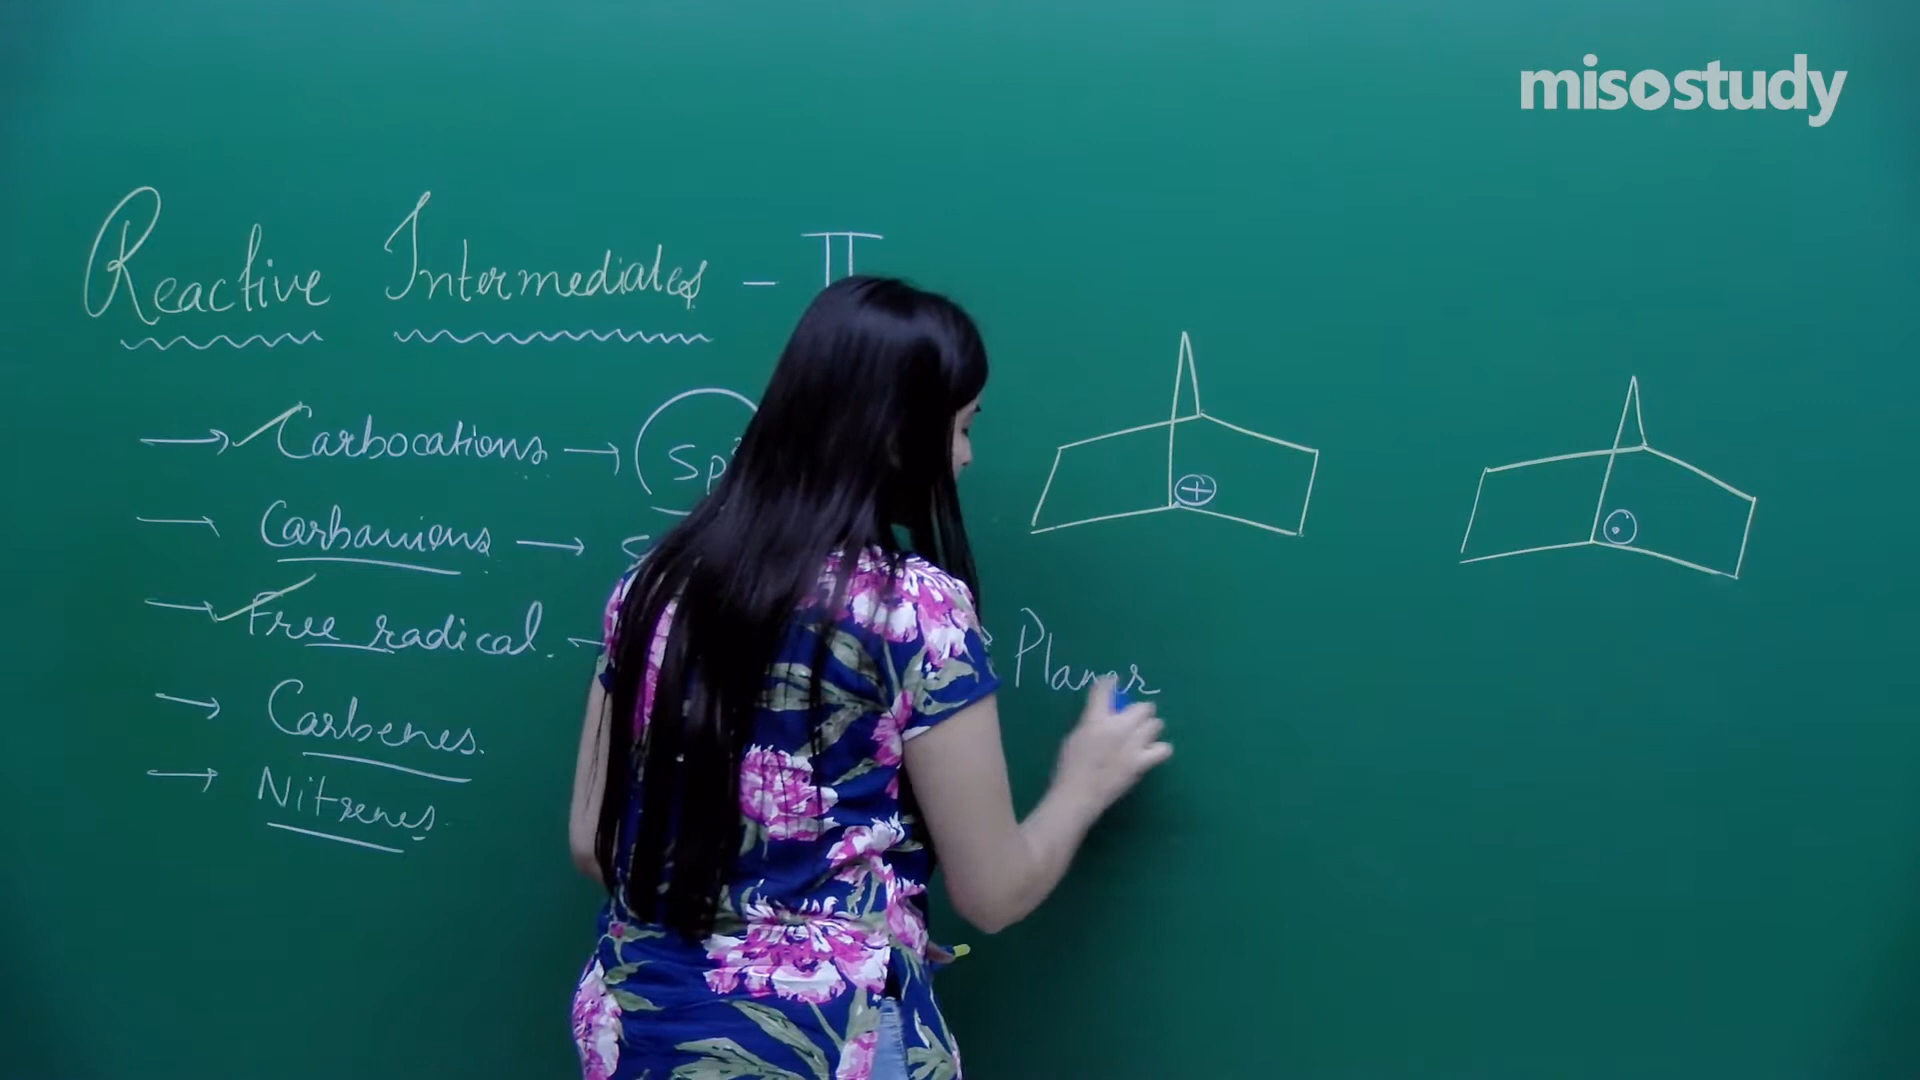 misostudy
Reactive Intermediates - II
→ Carbocations → sp
→ Carbanions →
→ Free radical. → Planar
→ Carbenes.
→ Nitrenes.
+